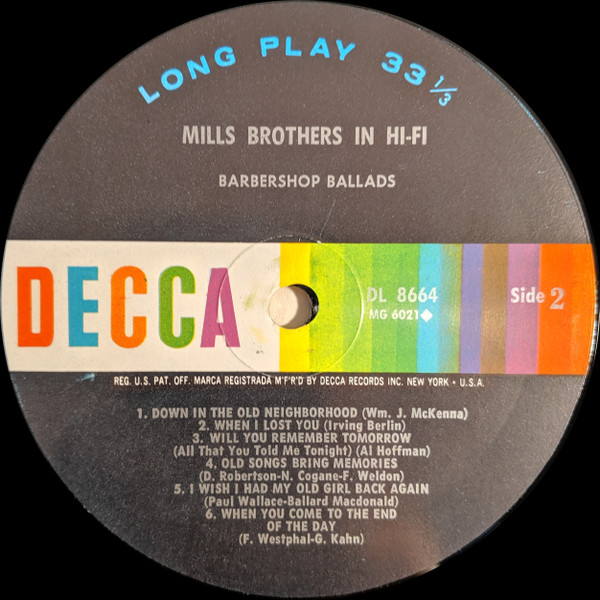 LONG PLAY 33 1/3
MILLS BROTHERS IN HI-FI
BARBERSHOP BALLADS
DECCA
DL 8664
MG 6021◆
Side 2
REG. U.S. PAT. OFF. MARCA REGISTRADA M'F'R'D BY DECCA RECORDS INC. NEW YORK • U.S.A.
1. DOWN IN THE OLD NEIGHBORHOOD (Wm. J. McKenna)
2. WHEN I LOST YOU (Irving Berlin)
3. WILL YOU REMEMBER TOMORROW
(All That You Told Me Tonight) (Al Hoffman)
4. OLD SONGS BRING MEMORIES
(D. Robertson-N. Cogane-F. Weldon)
5. I WISH I HAD MY OLD GIRL BACK AGAIN
(Paul Wallace-Ballard Macdonald)
6. WHEN YOU COME TO THE END
OF THE DAY
(F. Westphal-G. Kahn)